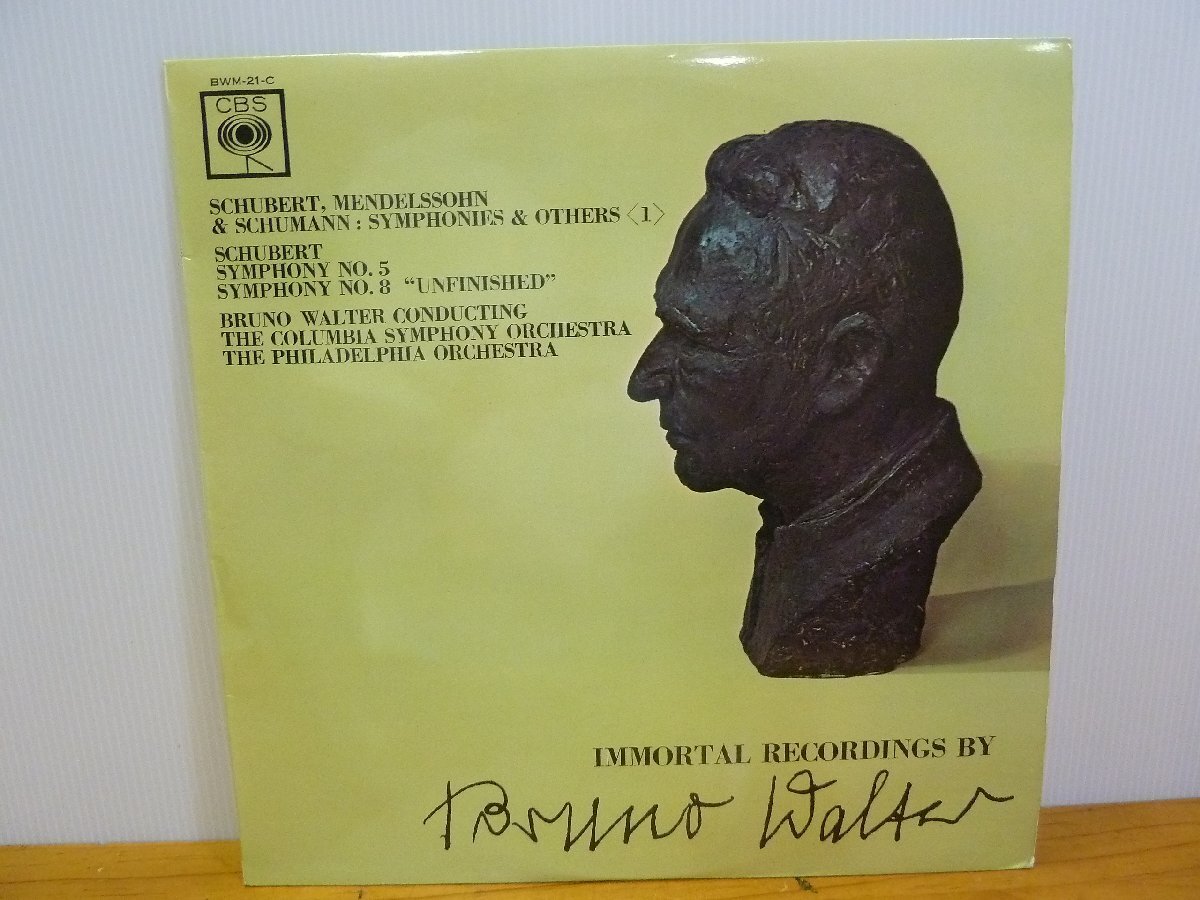 BWM-21-C
CBS
SCHUBERT, MENDELSSOHN
& SCHUMANN : SYMPHONIES & OTHERS〈1〉
SCHUBERT
SYMPHONY NO. 5
SYMPHONY NO. 8 “UNFINISHED”
BRUNO WALTER CONDUCTING
THE COLUMBIA SYMPHONY ORCHESTRA
THE PHILADELPHIA ORCHESTRA
IMMORTAL RECORDINGS BY
Bruno Walter